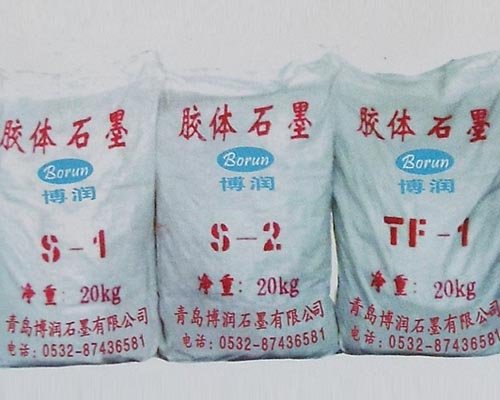 胶体石墨
Borun
博润
S-1
净重: 20kg
青岛博润石墨有限公司
电话:0532-87436581
胶体石墨
Borun
博润
S-2
净重: 20kg
青岛博润石墨有限公司
电话:0532-87436581
胶体石墨
Borun
博润
TF-1
净重: 20kg
青岛博润石墨有限公司
电话:0532-87436581